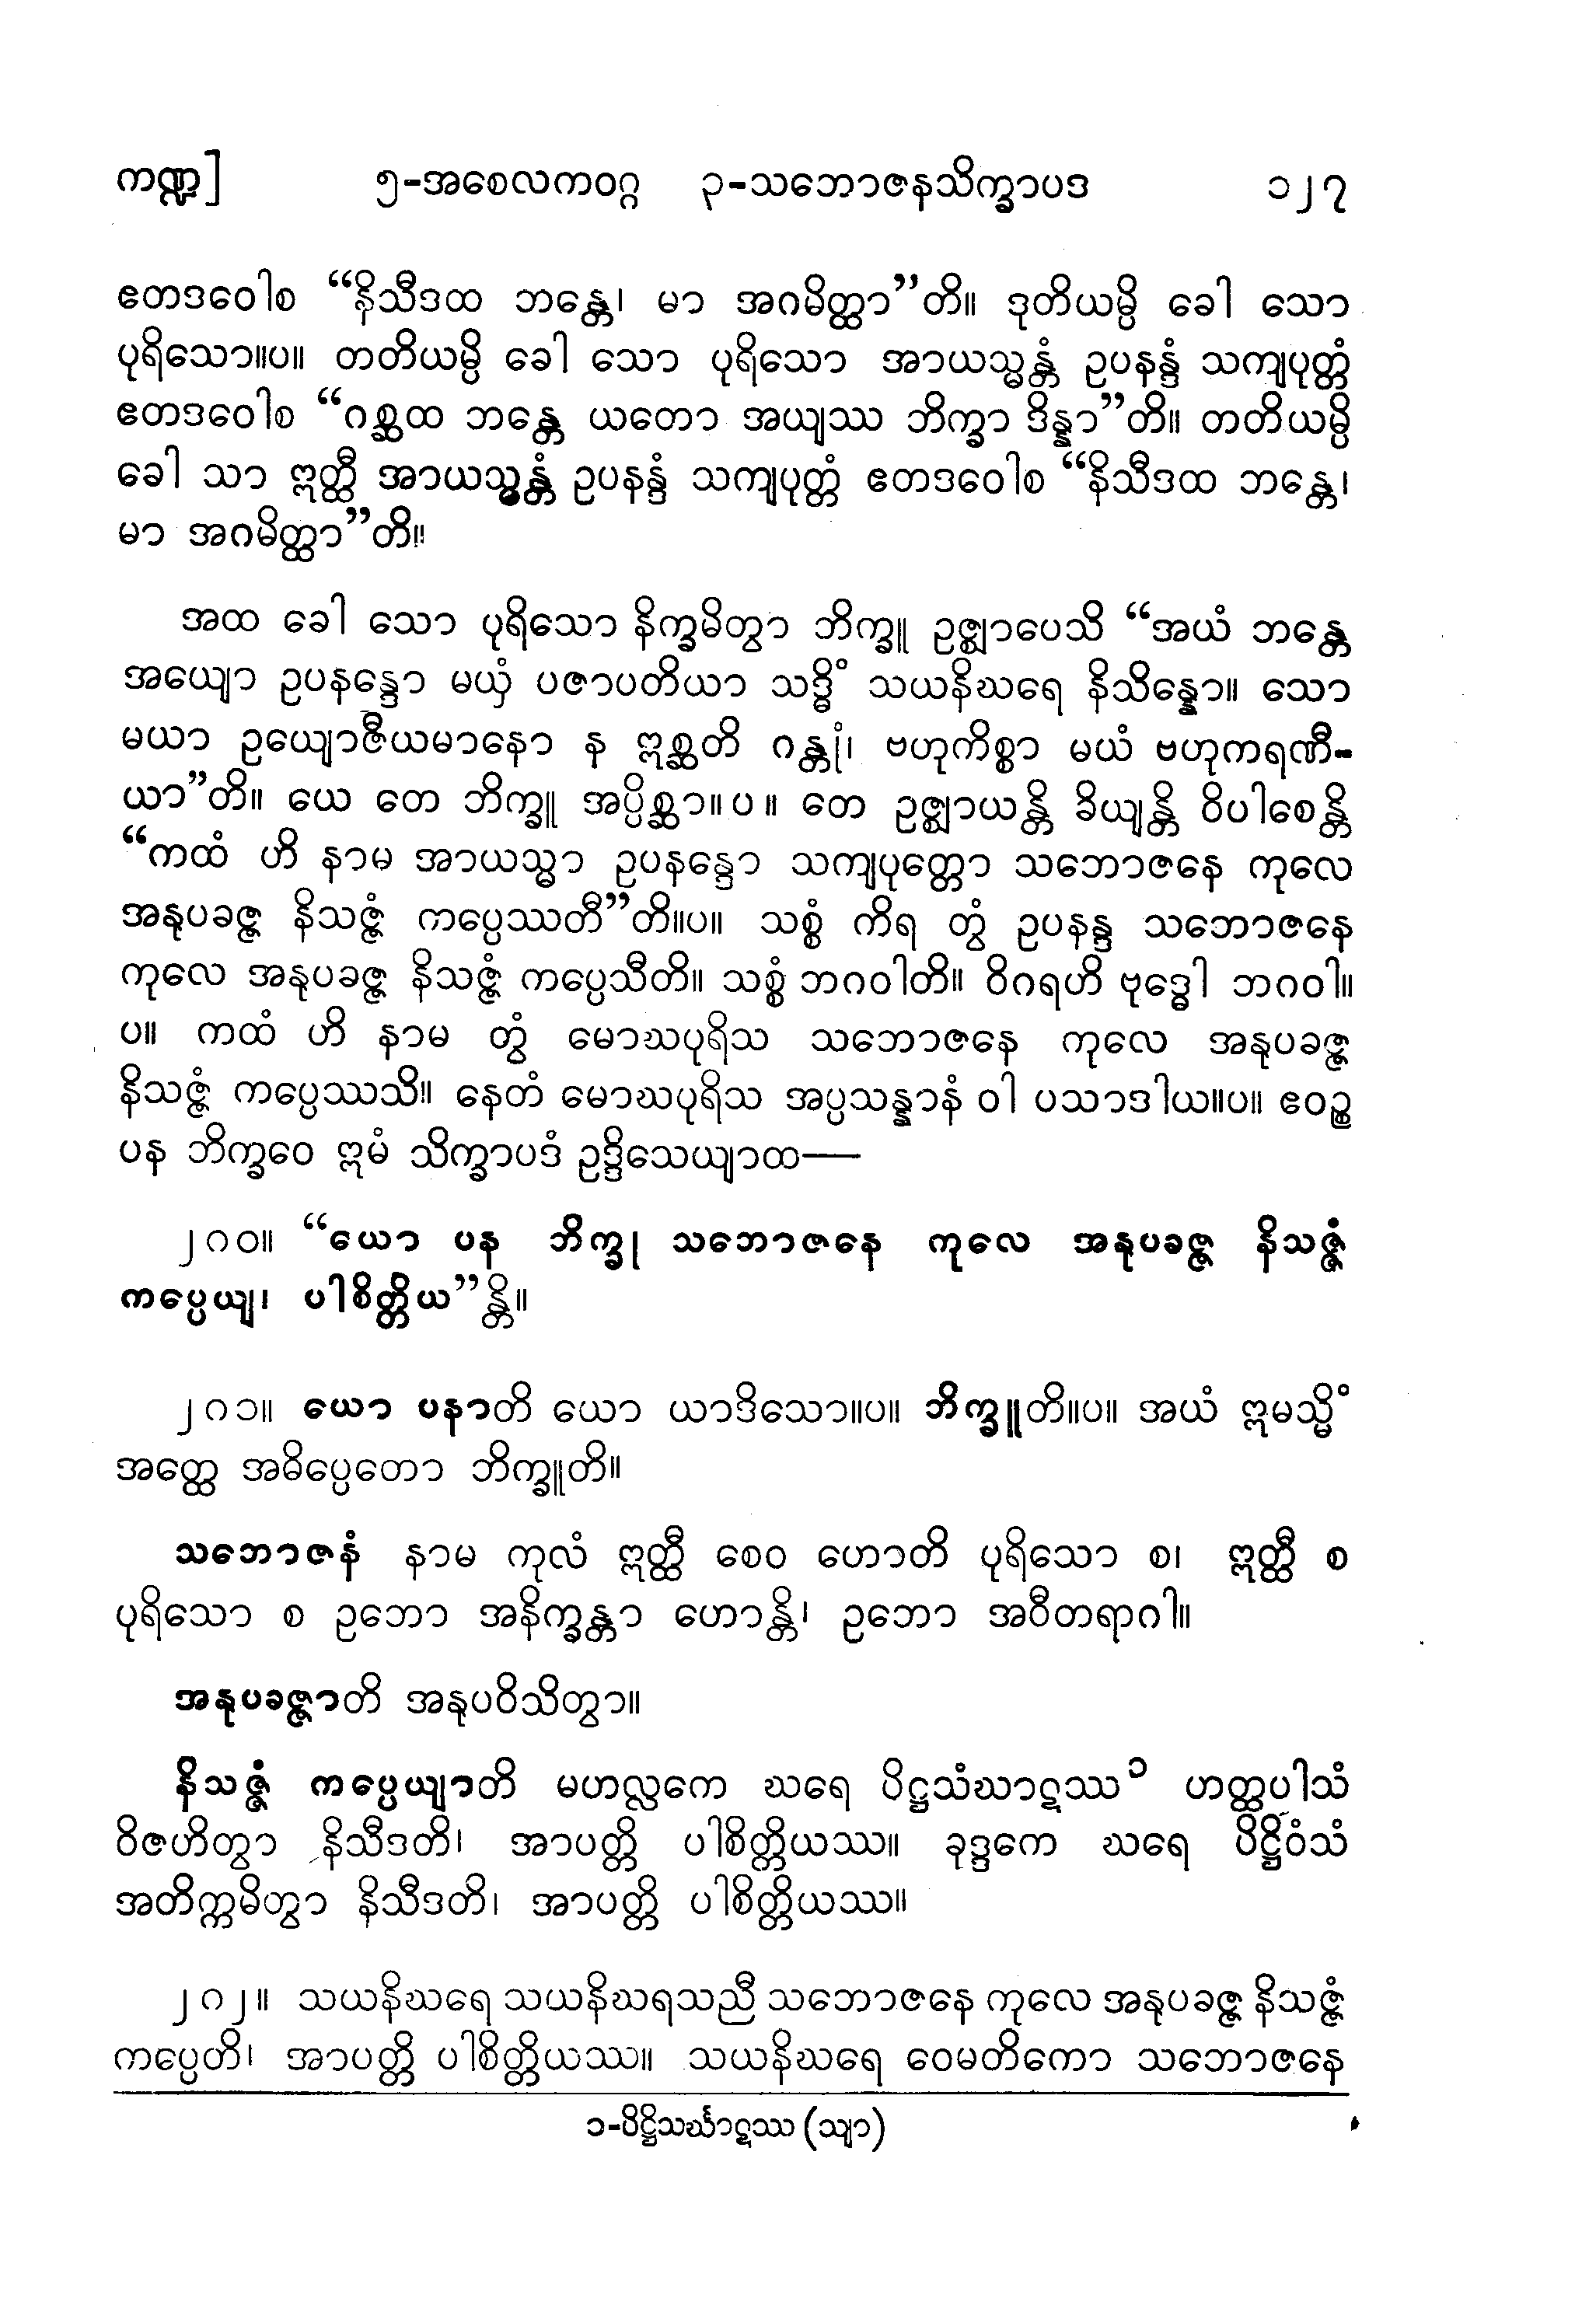 ကဏ္ဍ] ၅-အစေလကဝဂ္ဂ ၃-သဘောဇနသိက္ခာပဒ ၁၂၇
ဧတဒဝေါစ “နိသီဒထ ဘန္တေ၊ မာ အဂမိတ္ထာ”တိ။ ဒုတိယမ္ပိ ခေါ သော
ပုရိသော။ပ။ တတိယမ္ပိ ခေါ သော ပုရိသော အာယသ္မန္တံ ဥပနန္ဒံ သကျပုတ္တံ
ဧတဒဝေါစ “ဂစ္ဆထ ဘန္တေ ယတော အယျဿ ဘိက္ခာ ဒိန္နာ”တိ။ တတိယမ္ပိ
ခေါ သာ ဣတ္ထီ အာယသ္မန္တံ ဥပနန္ဒံ သကျပုတ္တံ ဧတဒဝေါစ “နိသီဒထ ဘန္တေ၊
မာ အဂမိတ္ထာ”တိ။
အထ ခေါ သော ပုရိသော နိက္ခမိတွာ ဘိက္ခူ ဥဇ္ဈာပေသိ “အယံ ဘန္တေ
အယျော ဥပနန္ဒော မယှံ ပဇာပတိယာ သဒ္ဓိံ သယနိဃရေ နိသိန္နော။ သော
မယာ ဥယျောဇီယမာနော န ဣစ္ဆတိ ဂန္တုံ၊ ဗဟုကိစ္စာ မယံ ဗဟုကရဏီ-
ယာ”တိ။ ယေ တေ ဘိက္ခူ အပ္ပိစ္ဆာ။ပ။ တေ ဥဇ္ဈာယန္တိ ခိယျန္တိ ဝိပါစေန္တိ
“ကထံ ဟိ နာမ အာယသ္မာ ဥပနန္ဒော သကျပုတ္တော သဘောဇနေ ကုလေ
အနုပခဇ္ဇ နိသဇ္ဇံ ကပ္ပေဿတီ”တိ။ပ။ သစ္စံ ကိရ တွံ ဥပနန္ဒ သဘောဇနေ
ကုလေ အနုပခဇ္ဇ နိသဇ္ဇံ ကပ္ပေသီတိ။ သစ္စံ ဘဂဝါတိ။ ဝိဂရဟိ ဗုဒ္ဓေါ ဘဂဝါ။
ပ။ ကထံ ဟိ နာမ တွံ မောဃပုရိသ သဘောဇနေ ကုလေ အနုပခဇ္ဇ
နိသဇ္ဇံ ကပ္ပေဿသိ။ နေတံ မောဃပုရိသ အပ္ပသန္နာနံ ဝါ ပသာဒါယ။ပ။ ဧဝဉ္စ
ပန ဘိက္ခဝေ ဣမံ သိက္ခာပဒံ ဥဒ္ဒိသေယျာထ—
၂၈၀။ “ယော ပန ဘိက္ခု သဘောဇနေ ကုလေ အနုပခဇ္ဇ နိသဇ္ဇံ
ကပ္ပေယျ၊ ပါစိတ္တိယ”န္တိ။
၂၈၁။ ယော ပနာတိ ယော ယာဒိသော။ပ။ ဘိက္ခူတိ။ပ။ အယံ ဣမသ္မိံ
အတ္ထေ အဓိပ္ပေတော ဘိက္ခူတိ။
သဘောဇနံ နာမ ကုလံ ဣတ္ထီ စေဝ ဟောတိ ပုရိသော စ၊ ဣတ္ထီ စ
ပုရိသော စ ဥဘော အနိက္ခန္တာ ဟောန္တိ၊ ဥဘော အဝီတရာဂါ။
အနုပခဇ္ဇာတိ အနုပဝိသိတွာ။
နိသဇ္ဇံ ကပ္ပေယျာတိ မဟလ္လကေ ဃရေ ပိဋ္ဌသံဃာဋဿ၁ ဟတ္ထပါသံ
ဝိဇဟိတွာ နိသီဒတိ၊ အာပတ္တိ ပါစိတ္တိယဿ။ ခုဒ္ဒကေ ဃရေ ပိဋ္ဌိဝံသံ
အတိက္ကမိတွာ နိသီဒတိ၊ အာပတ္တိ ပါစိတ္တိယဿ။
၂၈၂။ သယနိဃရေ သယနိဃရသညီ သဘောဇနေ ကုလေ အနုပခဇ္ဇ နိသဇ္ဇံ
ကပ္ပေတိ၊ အာပတ္တိ ပါစိတ္တိယဿ။ သယနိဃရေ ဝေမတိကော သဘောဇနေ
၁-ပိဋ္ဌိသင်္ဃာဋဿ (သျာ)